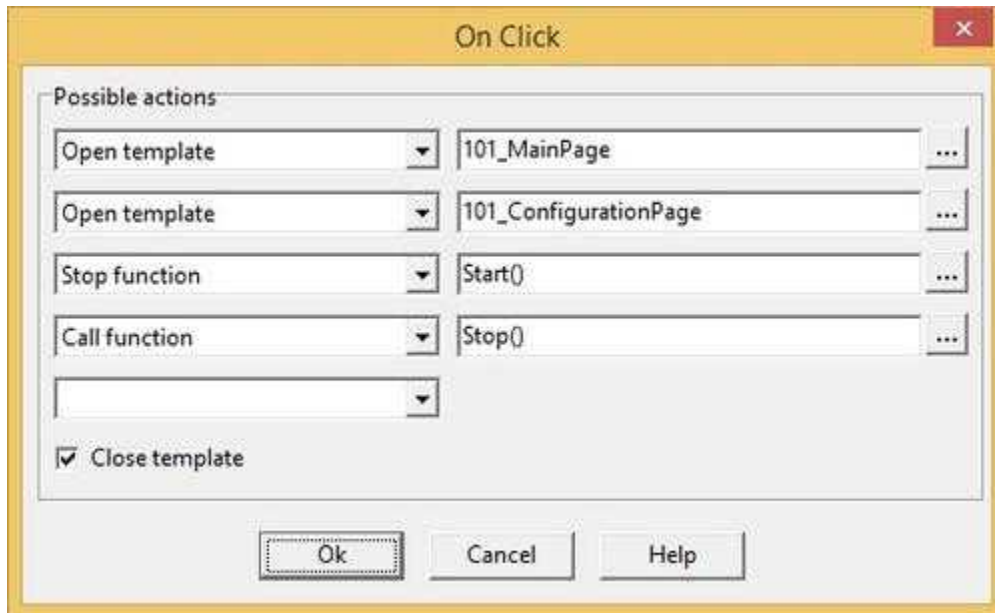 On Click
Possible actions
Open template 101_MainPage ...
Open template 101_ConfigurationPage ...
Stop function Start() ...
Call function Stop() ...
Close template
Ok Cancel Help